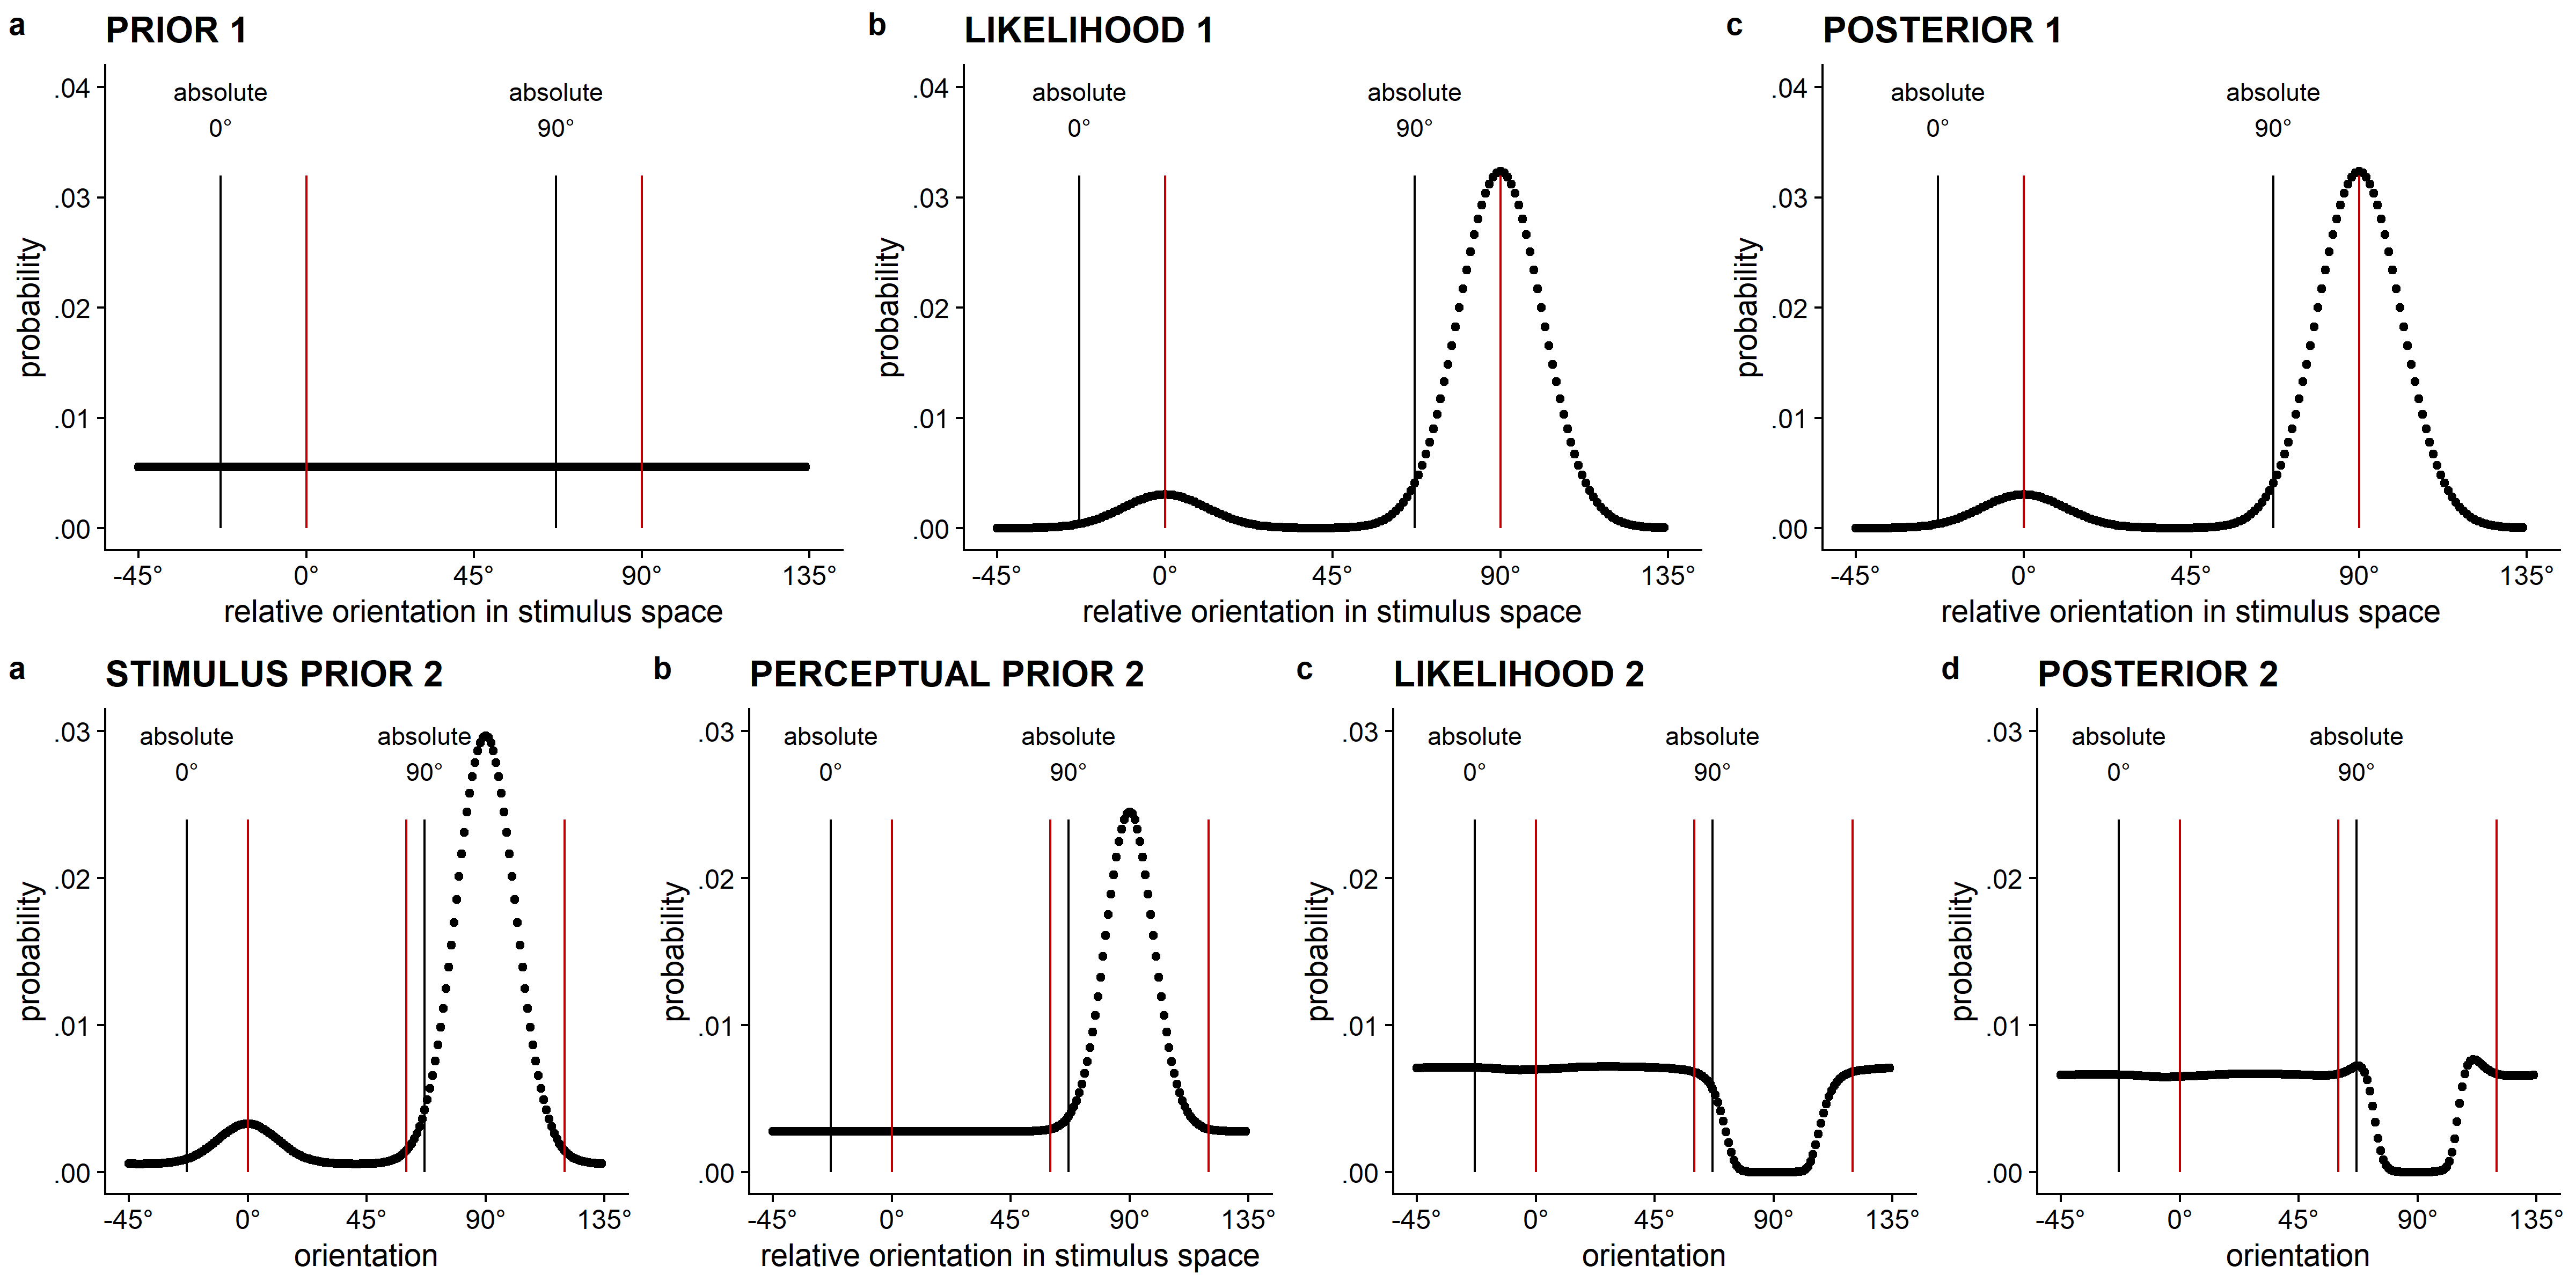 a PRIOR 1
.04
.03
.02
.01
.00
probability
absolute
0°
absolute
90°
-45° 0° 45° 90° 135°
relative orientation in stimulus space
b LIKELIHOOD 1
.04
.03
.02
.01
.00
probability
absolute
0°
absolute
90°
-45° 0° 45° 90° 135°
relative orientation in stimulus space
c POSTERIOR 1
.04
.03
.02
.01
.00
probability
absolute
0°
absolute
90°
-45° 0° 45° 90° 135°
relative orientation in stimulus space
a STIMULUS PRIOR 2
.03
.02
.01
.00
probability
absolute
0°
absolute
90°
-45° 0° 45° 90° 135°
orientation
b PERCEPTUAL PRIOR 2
.03
.02
.01
.00
probability
absolute
0°
absolute
90°
-45° 0° 45° 90° 135°
relative orientation in stimulus space
c LIKELIHOOD 2
.03
.02
.01
.00
probability
absolute
0°
absolute
90°
-45° 0° 45° 90° 135°
orientation
d POSTERIOR 2
.03
.02
.01
.00
probability
absolute
0°
absolute
90°
-45° 0° 45° 90° 135°
orientation